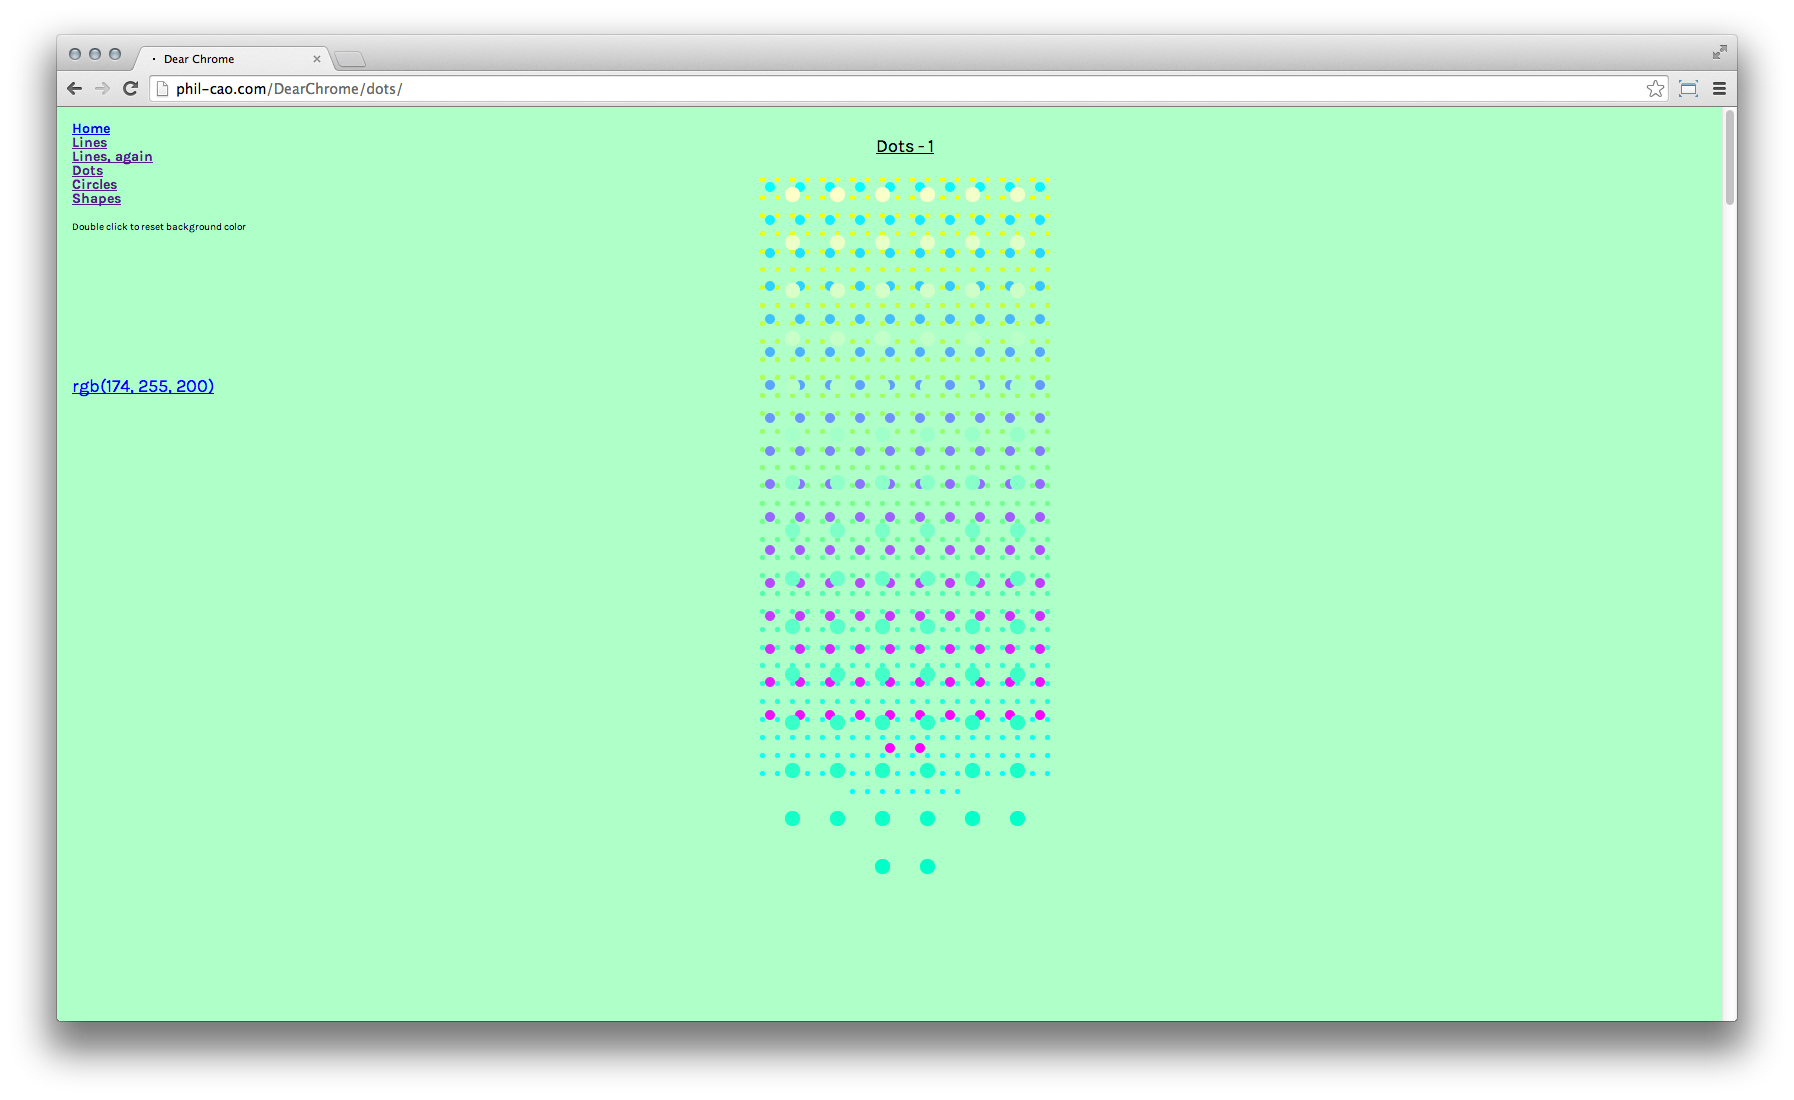 Dear Chrome
phil-cao.com/DearChrome/dots/
Home
Lines
Lines, again
Dots
Circles
Shapes
Double click to reset background color
Dots - 1
rgb(174, 255, 200)